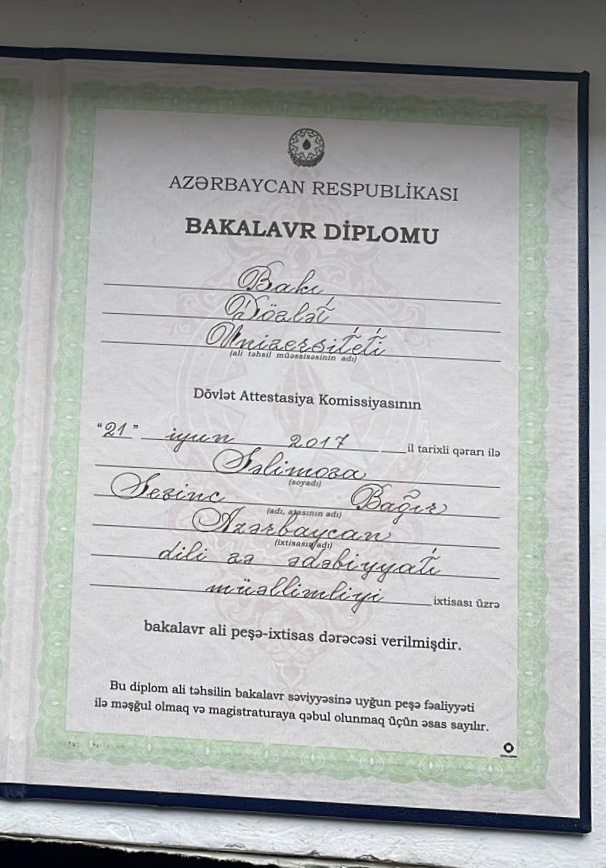 AZƏRBAYCAN RESPUBLİKASI
BAKALAVR DİPLOMU
Bakı
Dövlət
Universiteti
(ali təhsil müəssisəsinin adı)
Dövlət Attestasiya Komissiyasının
"21" iyun 2017 il tarixli qərarı ilə
Səlimova
(soyadı)
Sevinc Bağır
(adı, atasının adı)
Azərbaycan
(ixtisasın adı)
dili və ədəbiyyatı
müəllimliyi ixtisası üzrə
bakalavr ali peşə-ixtisas dərəcəsi verilmişdir.
Bu diplom ali təhsilin bakalavr səviyyəsinə uyğun peşə fəaliyyəti
ilə məşğul olmaq və magistraturaya qəbul olunmaq üçün əsas sayılır.